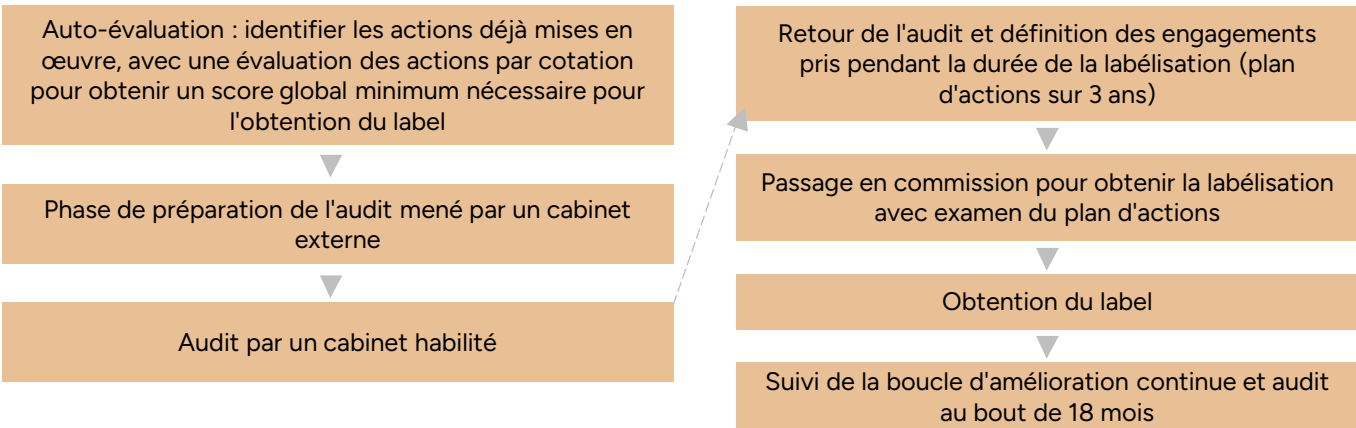 Auto-évaluation : identifier les actions déjà mises en
œuvre, avec une évaluation des actions par cotation
pour obtenir un score global minimum nécessaire pour
l'obtention du label
Phase de préparation de l'audit mené par un cabinet
externe
Audit par un cabinet habilité
Retour de l'audit et définition des engagements
pris pendant la durée de la labélisation (plan
d'actions sur 3 ans)
Passage en commission pour obtenir la labélisation
avec examen du plan d'actions
Obtention du label
Suivi de la boucle d'amélioration continue et audit
au bout de 18 mois